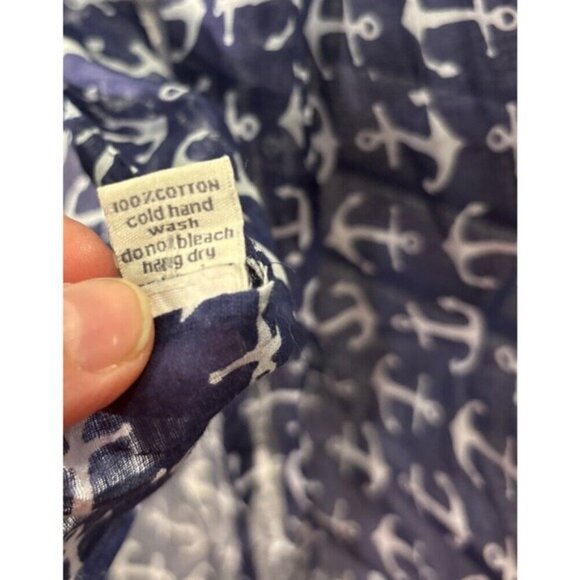 100%COTTON
cold hand
wash
do not bleach
hang dry